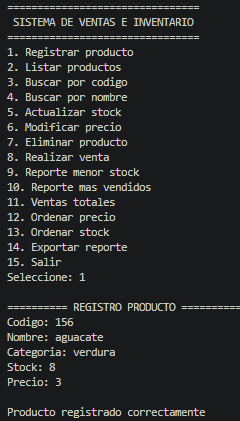 ================================
SISTEMA DE VENTAS E INVENTARIO
================================
1. Registrar producto
2. Listar productos
3. Buscar por codigo
4. Buscar por nombre
5. Actualizar stock
6. Modificar precio
7. Eliminar producto
8. Realizar venta
9. Reporte menor stock
10. Reporte mas vendidos
11. Ventas totales
12. Ordenar precio
13. Ordenar stock
14. Exportar reporte
15. Salir
Seleccione: 1
========== REGISTRO PRODUCTO ==========
Codigo: 156
Nombre: aguacate
Categoria: verdura
Stock: 8
Precio: 3
Producto registrado correctamente